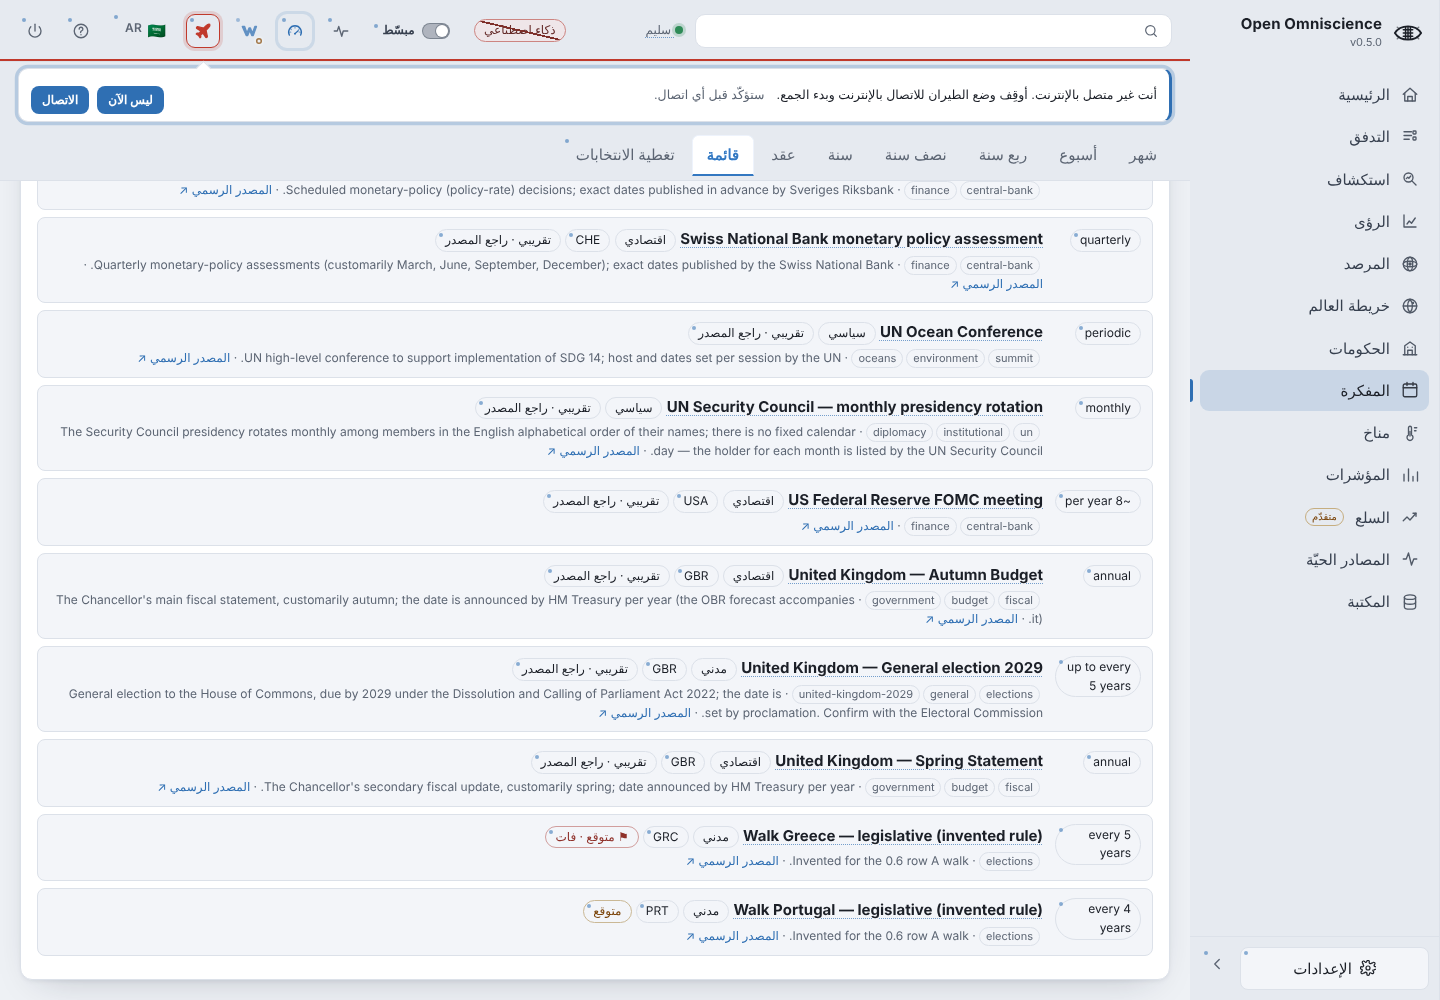 Open Omniscience
v0.5.0
سليم
ذكاء اصطناعي
مبسّط
AR
أنت غير متصل بالإنترنت. أوقِف وضع الطيران للاتصال بالإنترنت وبدء الجمع. ستؤكّد قبل أي اتصال.
ليس الآن
الاتصال
الرئيسية
التدفق
استكشاف
الرؤى
المرصد
خريطة العالم
الحكومات
المفكرة
مناخ
المؤشرات
السلع متقدّم
المصادر الحيّة
المكتبة
الإعدادات
شهر أسبوع ربع سنة نصف سنة سنة عقد قائمة تغطية الانتخابات
central-bank finance · Scheduled monetary-policy (policy-rate) decisions; exact dates published in advance by Sveriges Riksbank. · المصدر الرسمي ↗
quarterly
Swiss National Bank monetary policy assessment اقتصادي CHE تقريبي · راجع المصدر
central-bank finance · Quarterly monetary-policy assessments (customarily March, June, September, December); exact dates published by the Swiss National Bank. ·
المصدر الرسمي ↗
periodic
UN Ocean Conference سياسي تقريبي · راجع المصدر
summit environment oceans · UN high-level conference to support implementation of SDG 14; host and dates set per session by the UN. · المصدر الرسمي ↗
monthly
UN Security Council — monthly presidency rotation سياسي تقريبي · راجع المصدر
un institutional diplomacy · The Security Council presidency rotates monthly among members in the English alphabetical order of their names; there is no fixed calendar
day — the holder for each month is listed by the UN Security Council. · المصدر الرسمي ↗
~8 per year
US Federal Reserve FOMC meeting اقتصادي USA تقريبي · راجع المصدر
central-bank finance · المصدر الرسمي ↗
annual
United Kingdom — Autumn Budget اقتصادي GBR تقريبي · راجع المصدر
fiscal budget government · The Chancellor's main fiscal statement, customarily autumn; the date is announced by HM Treasury per year (the OBR forecast accompanies
it). · المصدر الرسمي ↗
up to every
5 years
United Kingdom — General election 2029 مدني GBR تقريبي · راجع المصدر
elections general united-kingdom-2029 · General election to the House of Commons, due by 2029 under the Dissolution and Calling of Parliament Act 2022; the date is
set by proclamation. Confirm with the Electoral Commission. · المصدر الرسمي ↗
annual
United Kingdom — Spring Statement اقتصادي GBR تقريبي · راجع المصدر
fiscal budget government · The Chancellor's secondary fiscal update, customarily spring; date announced by HM Treasury per year. · المصدر الرسمي ↗
every 5
years
Walk Greece — legislative (invented rule) مدني GRC ⚑ متوقع · فات
elections · Invented for the 0.6 row A walk. · المصدر الرسمي ↗
every 4
years
Walk Portugal — legislative (invented rule) مدني PRT متوقع
elections · Invented for the 0.6 row A walk. · المصدر الرسمي ↗